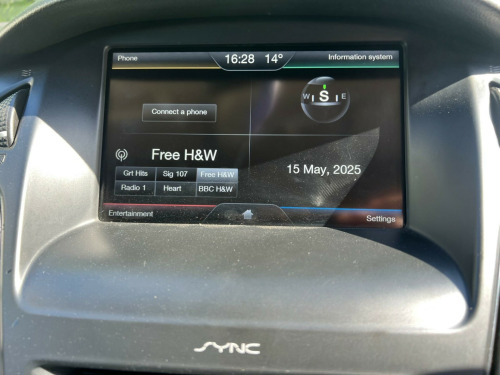 Phone
16:28 14°
Information system
W S E
Connect a phone
Free H&W
Grt Hits Sig 107 Free H&W
Radio 1 Heart BBC H&W
15 May, 2025
Entertainment
Settings
SYNC